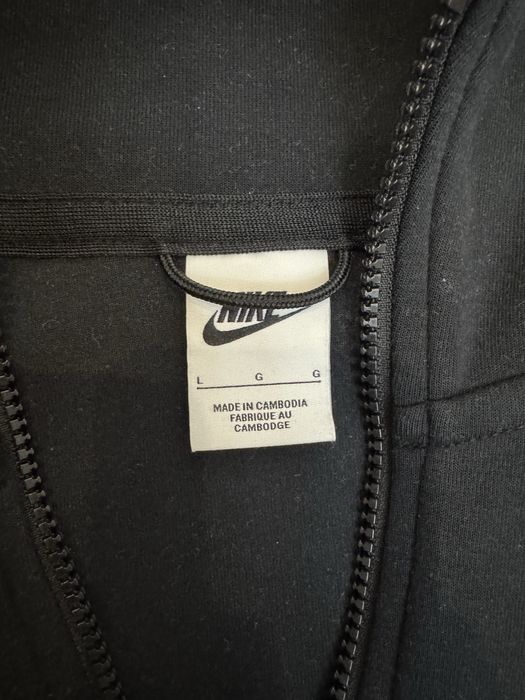 NIKE
L G G
MADE IN CAMBODIA
FABRIQUE AU
CAMBODGE